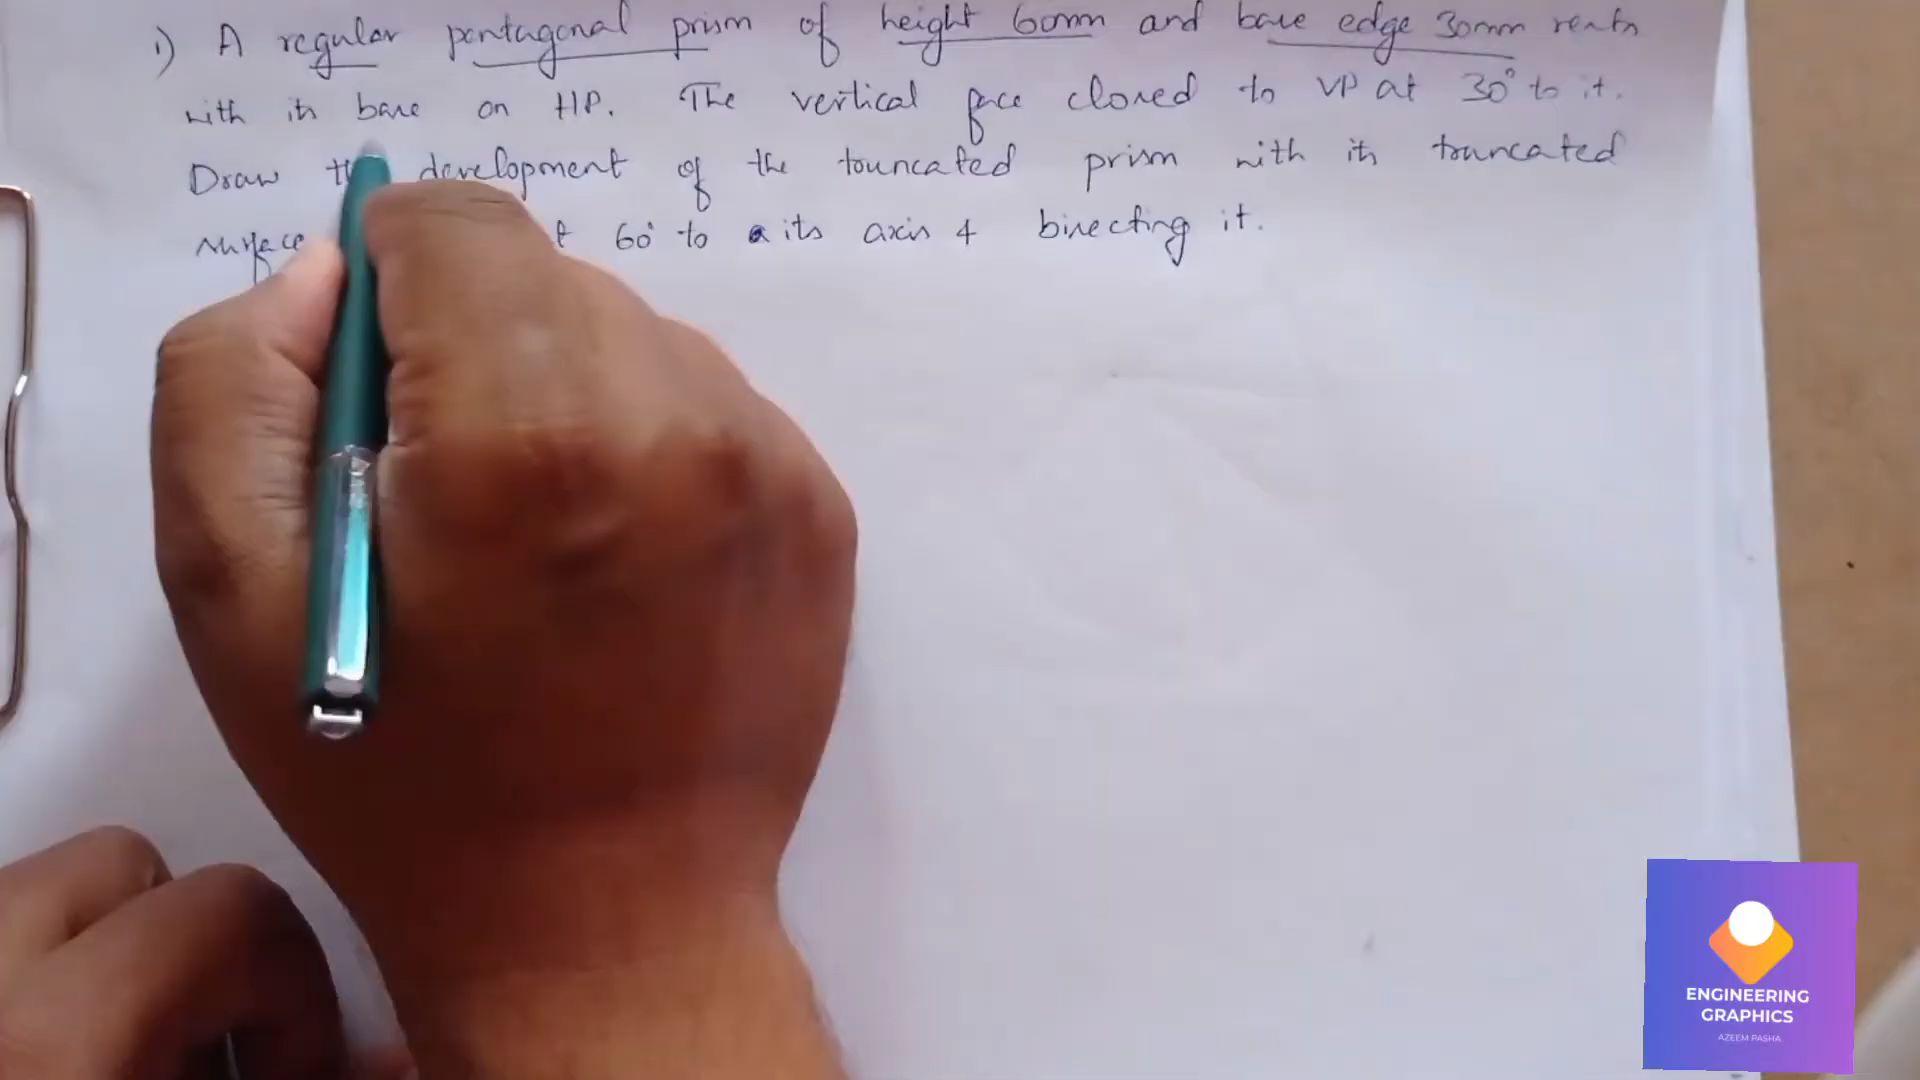 1) A regular pentagonal prism of height 60mm and base edge 30mm rests
with its base on HP. The vertical face closed to VP at 30° to it.
Draw development of the truncated prism with its truncated
surface 60° to its axis & bisecting it.
ENGINEERING
GRAPHICS
AZEEM PASHA